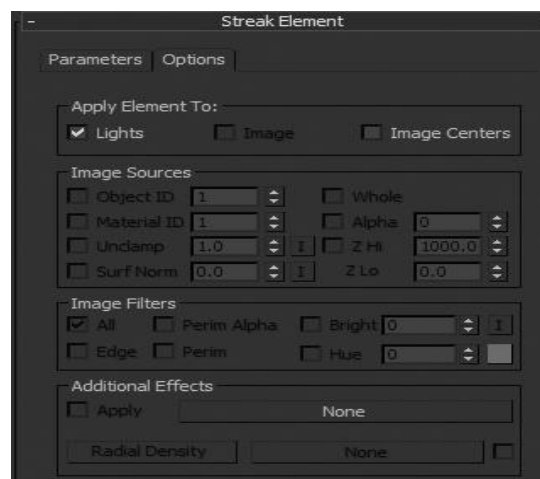 - Streak Element
Parameters Options
Apply Element To:
Lights Image Image Centers
Image Sources
Object ID 1 Whole
Material ID 1 Alpha 0
Unclamp 1.0 I Z Hi 1000.0
Surf Norm 0.0 I Z Lo 0.0
Image Filters
All Perim Alpha Bright 0 I
Edge Perim Hue 0
Additional Effects
Apply None
Radial Density None